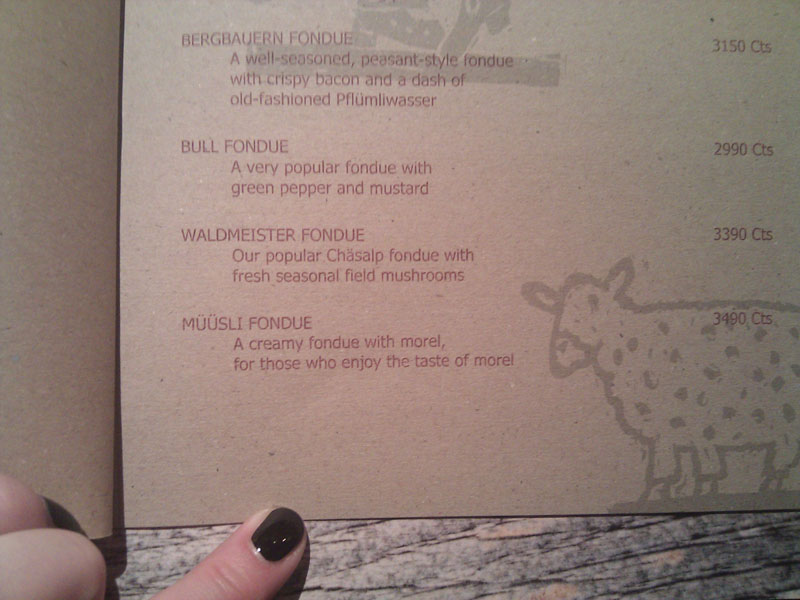 BERGBAUERN FONDUE 3150 Cts
A well-seasoned, peasant-style fondue
with crispy bacon and a dash of
old-fashioned Pflümliwasser
BULL FONDUE 2990 Cts
A very popular fondue with
green pepper and mustard
WALDMEISTER FONDUE 3390 Cts
Our popular Chäsalp fondue with
fresh seasonal field mushrooms
MÜÜSLI FONDUE 3490 Cts
A creamy fondue with morel,
for those who enjoy the taste of morel